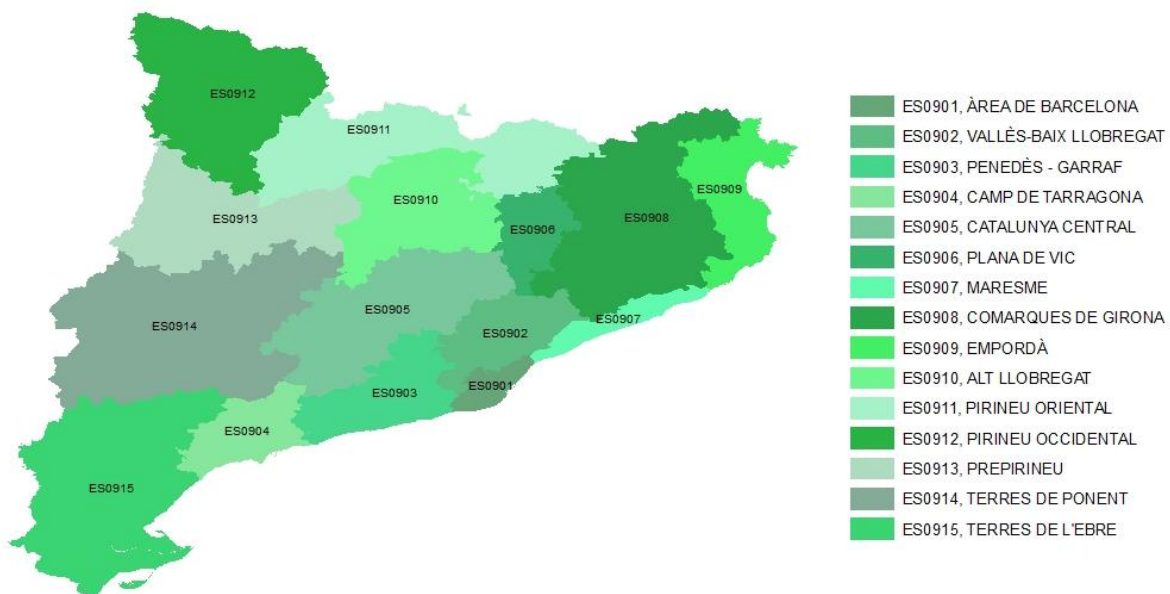 ES0912
ES0911
ES0909
ES0913
ES0910
ES0908
ES0906
ES0905
ES0907
ES0914
ES0902
ES0901
ES0903
ES0904
ES0915
ES0901, ÀREA DE BARCELONA
ES0902, VALLÈS-BAIX LLOBREGAT
ES0903, PENEDÈS - GARRAF
ES0904, CAMP DE TARRAGONA
ES0905, CATALUNYA CENTRAL
ES0906, PLANA DE VIC
ES0907, MARESME
ES0908, COMARQUES DE GIRONA
ES0909, EMPORDÀ
ES0910, ALT LLOBREGAT
ES0911, PIRINEU ORIENTAL
ES0912, PIRINEU OCCIDENTAL
ES0913, PREPIRINEU
ES0914, TERRES DE PONENT
ES0915, TERRES DE L'EBRE